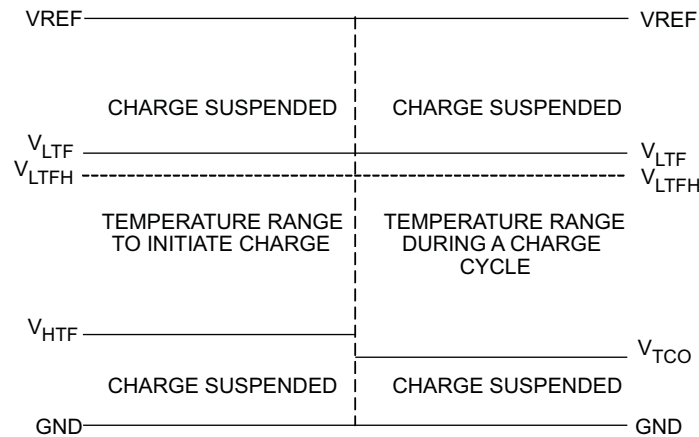 VREF VREF
CHARGE SUSPENDED CHARGE SUSPENDED
VLTF VLTF
VLTFH VLTFH
TEMPERATURE RANGE TEMPERATURE RANGE
TO INITIATE CHARGE DURING A CHARGE
CYCLE
VHTF
VTCO
CHARGE SUSPENDED CHARGE SUSPENDED
GND GND